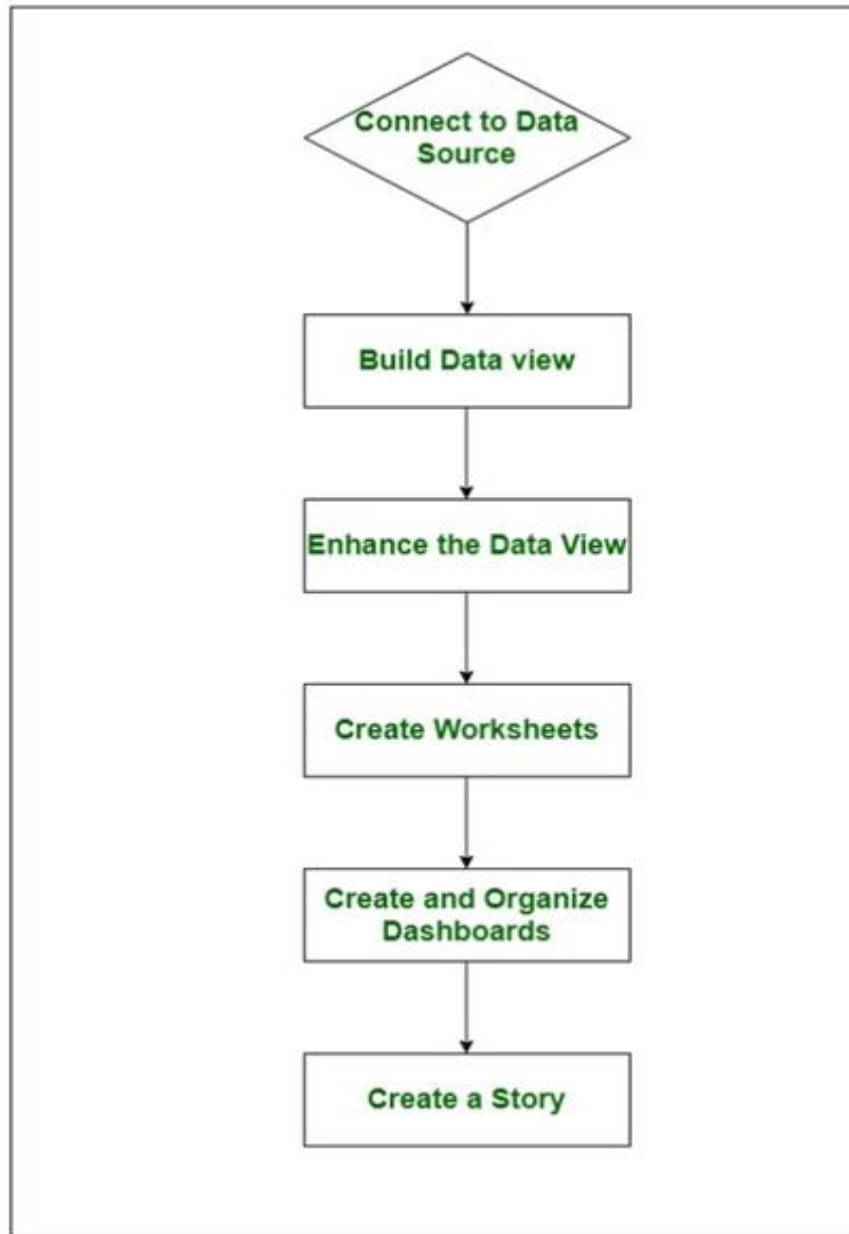 Connect to Data
Source
Build Data view
Enhance the Data View
Create Worksheets
Create and Organize
Dashboards
Create a Story